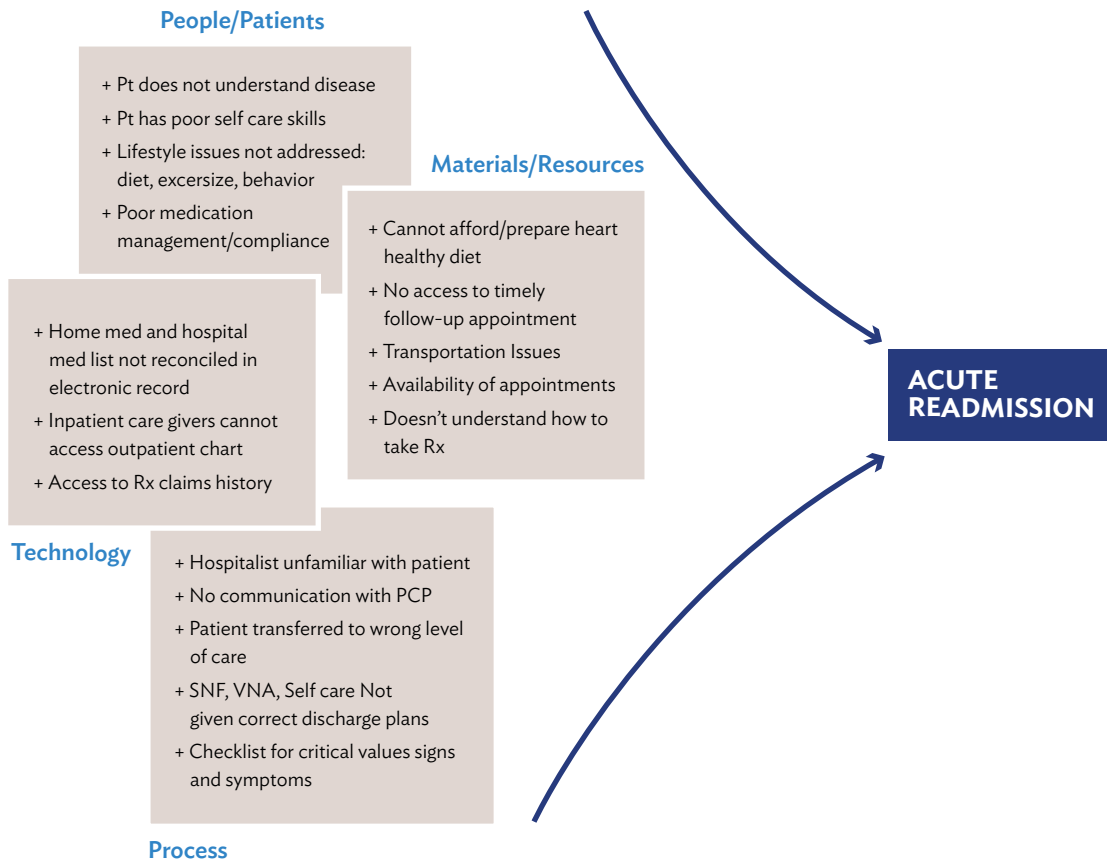 People/Patients
+ Pt does not understand disease
+ Pt has poor self care skills
+ Lifestyle issues not addressed:
diet, excersize, behavior
+ Poor medication
management/compliance
Materials/Resources
+ Cannot afford/prepare heart
healthy diet
+ No access to timely
follow-up appointment
+ Transportation Issues
+ Availability of appointments
+ Doesn't understand how to
take Rx
+ Home med and hospital
med list not reconciled in
electronic record
+ Inpatient care givers cannot
access outpatient chart
+ Access to Rx claims history
Technology
+ Hospitalist unfamiliar with patient
+ No communication with PCP
+ Patient transferred to wrong level
of care
+ SNF, VNA, Self care Not
given correct discharge plans
+ Checklist for critical values signs
and symptoms
Process
ACUTE
READMISSION